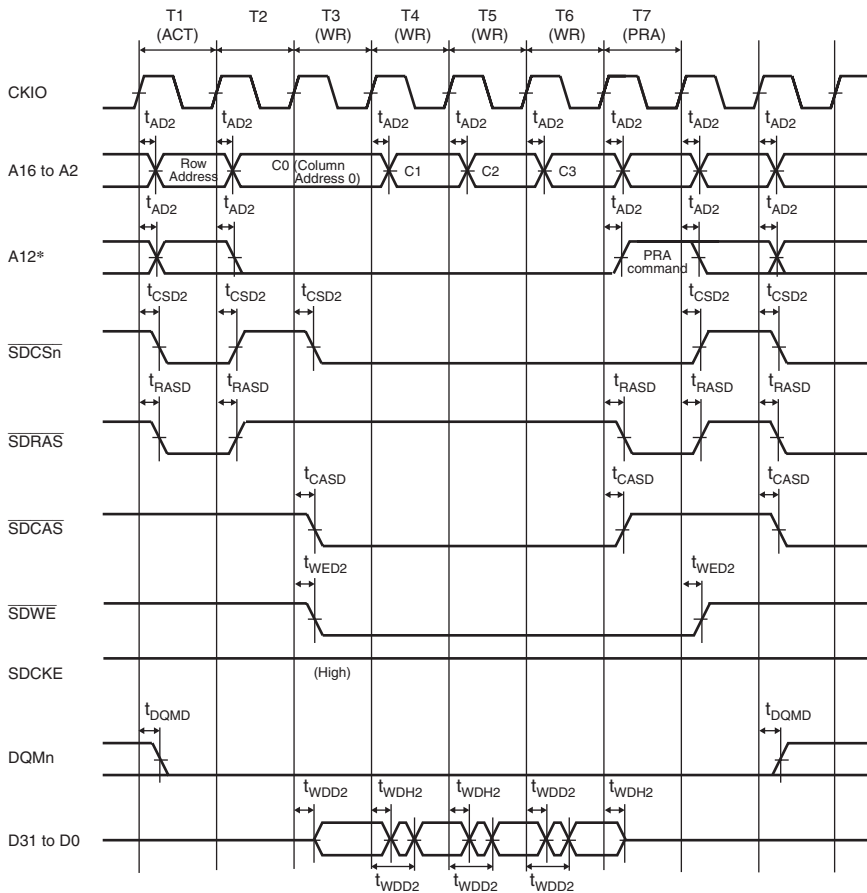 T1 T2 T3 T4 T5 T6 T7
(ACT) (WR) (WR) (WR) (WR) (PRA)
CKIO
tAD2 tAD2 tAD2 tAD2 tAD2 tAD2 tAD2 tAD2
A16 to A2 Row Address C0 (Column Address 0) C1 C2 C3
tAD2 tAD2 tAD2 tAD2 tAD2
A12* PRA command
tCSD2 tCSD2 tCSD2 tCSD2 tCSD2
SDCSn
tRASD tRASD tRASD tRASD tRASD
SDRAS
tCASD tCASD tCASD
SDCAS
tWED2 tWED2
SDWE
SDCKE (High)
tDQMD tDQMD
DQMn
tWDD2 tWDH2 tWDH2 tWDD2 tWDH2
D31 to D0
tWDD2 tWDD2 tWDD2